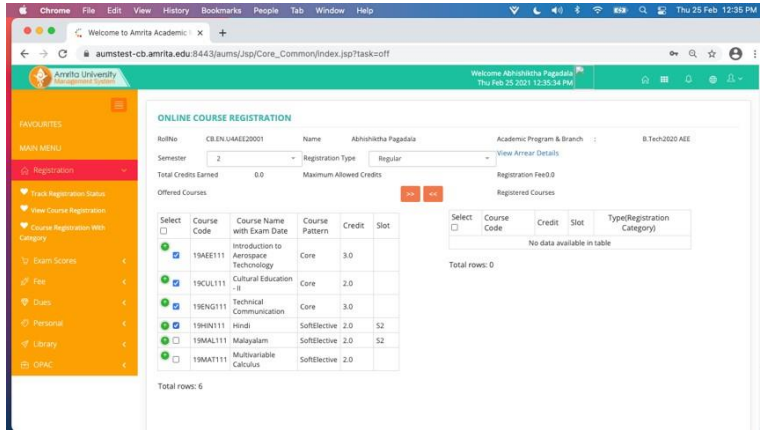 Chrome File Edit View History Bookmarks People Tab Window Help Thu 25 Feb 12:35 PM
Welcome to Amrita Academic
aumstest-cb.amrita.edu:8443/aums/Jsp/Core_Common/index.jsp?task=off
Amrita University
Management System
Welcome Abhishiktha Pagadala
Thu Feb 25 2021 12:35:34 PM
FAVOURITES
MAIN MENU
Registration
Track Registration Status
View Course Registration
Course Registration With
Category
Exam Scores
Fee
Dues
Personal
Library
OPAC
ONLINE COURSE REGISTRATION
RollNo CB.EN.U4AEE20001 Name Abhishiktha Pagadala Academic Program & Branch : B.Tech2020 AEE
Semester 2 Registration Type Regular View Arrear Details
Total Credits Earned 0.0 Maximum Allowed Credits Registration Fee0.0
Offered Courses >> << Registered Courses
Select Course Code Course Name with Exam Date Course Pattern Credit Slot
19AEE111 Introduction to Aerospace Techcnology Core 3.0
19CUL111 Cultural Education - II Core 2.0
19ENG111 Technical Communication Core 3.0
19HIN111 Hindi SoftElective 2.0 S2
19MAL111 Malayalam SoftElective 2.0 S2
19MAT111 Multivariable Calculus SoftElective 2.0
Total rows: 6
Select Course Code Credit Slot Type(Registration Category)
No data available in table
Total rows: 0